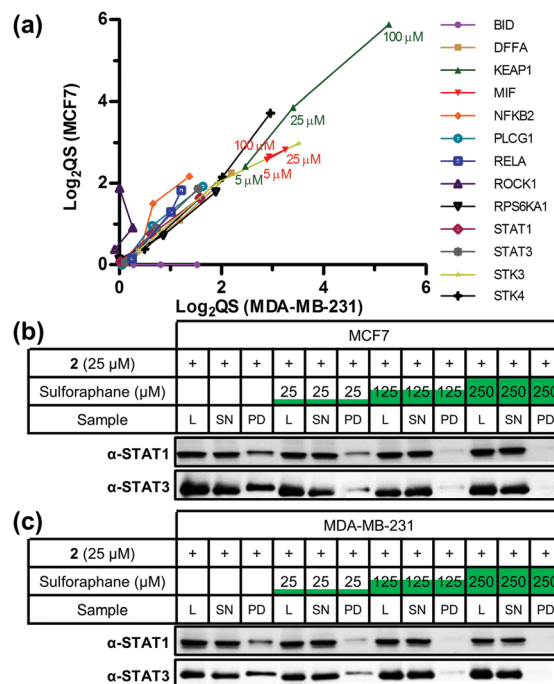 (a)
Log2QS (MCF7)
6
4
2
0
0
2
4
6
Log2QS (MDA-MB-231)
100 µM
25 µM
5 µM
100 µM
25 µM
5 µM
BID
DFFA
KEAP1
MIF
NFKB2
PLCG1
RELA
ROCK1
RPS6KA1
STAT1
STAT3
STK3
STK4
(b)
MCF7
2 (25 µM) + + + + + + + + + + + +
Sulforaphane (µM) 25 25 25 125 125 125 250 250 250
Sample L SN PD L SN PD L SN PD L SN PD
α-STAT1
α-STAT3
(c)
MDA-MB-231
2 (25 µM) + + + + + + + + + + + +
Sulforaphane (µM) 25 25 25 125 125 125 250 250 250
Sample L SN PD L SN PD L SN PD L SN PD
α-STAT1
α-STAT3